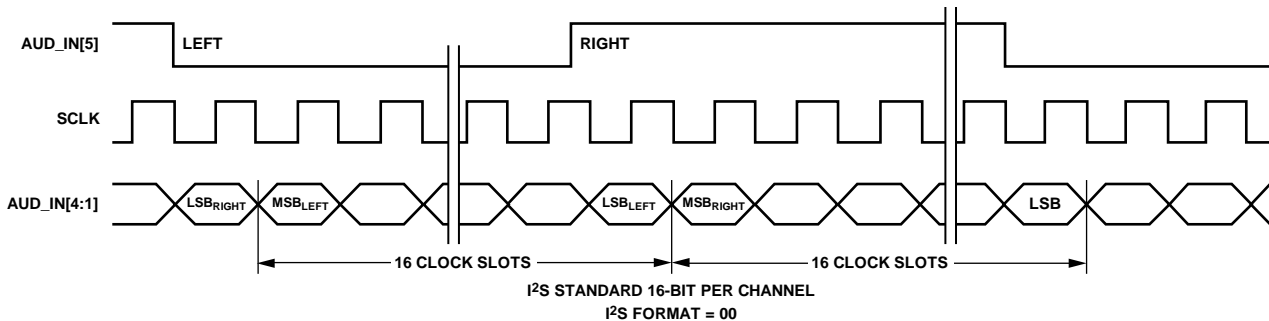 AUD_IN[5]
LEFT
RIGHT
SCLK
AUD_IN[4:1]
LSBRIGHT
MSBLEFT
LSBLEFT
MSBRIGHT
LSB
16 CLOCK SLOTS
16 CLOCK SLOTS
I²S STANDARD 16-BIT PER CHANNEL
I²S FORMAT = 00